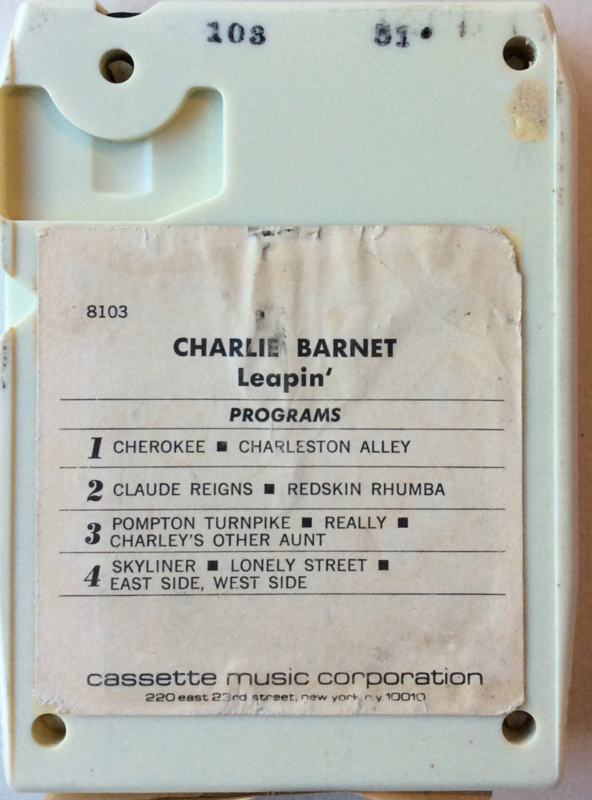 108 51
8103
CHARLIE BARNET
Leapin'
PROGRAMS
1 CHEROKEE ■ CHARLESTON ALLEY
2 CLAUDE REIGNS ■ REDSKIN RHUMBA
3 POMPTON TURNPIKE ■ REALLY ■
CHARLEY'S OTHER AUNT
4 SKYLINER ■ LONELY STREET ■
EAST SIDE, WEST SIDE
cassette music corporation
220 east 23rd street, new york, n y 10010